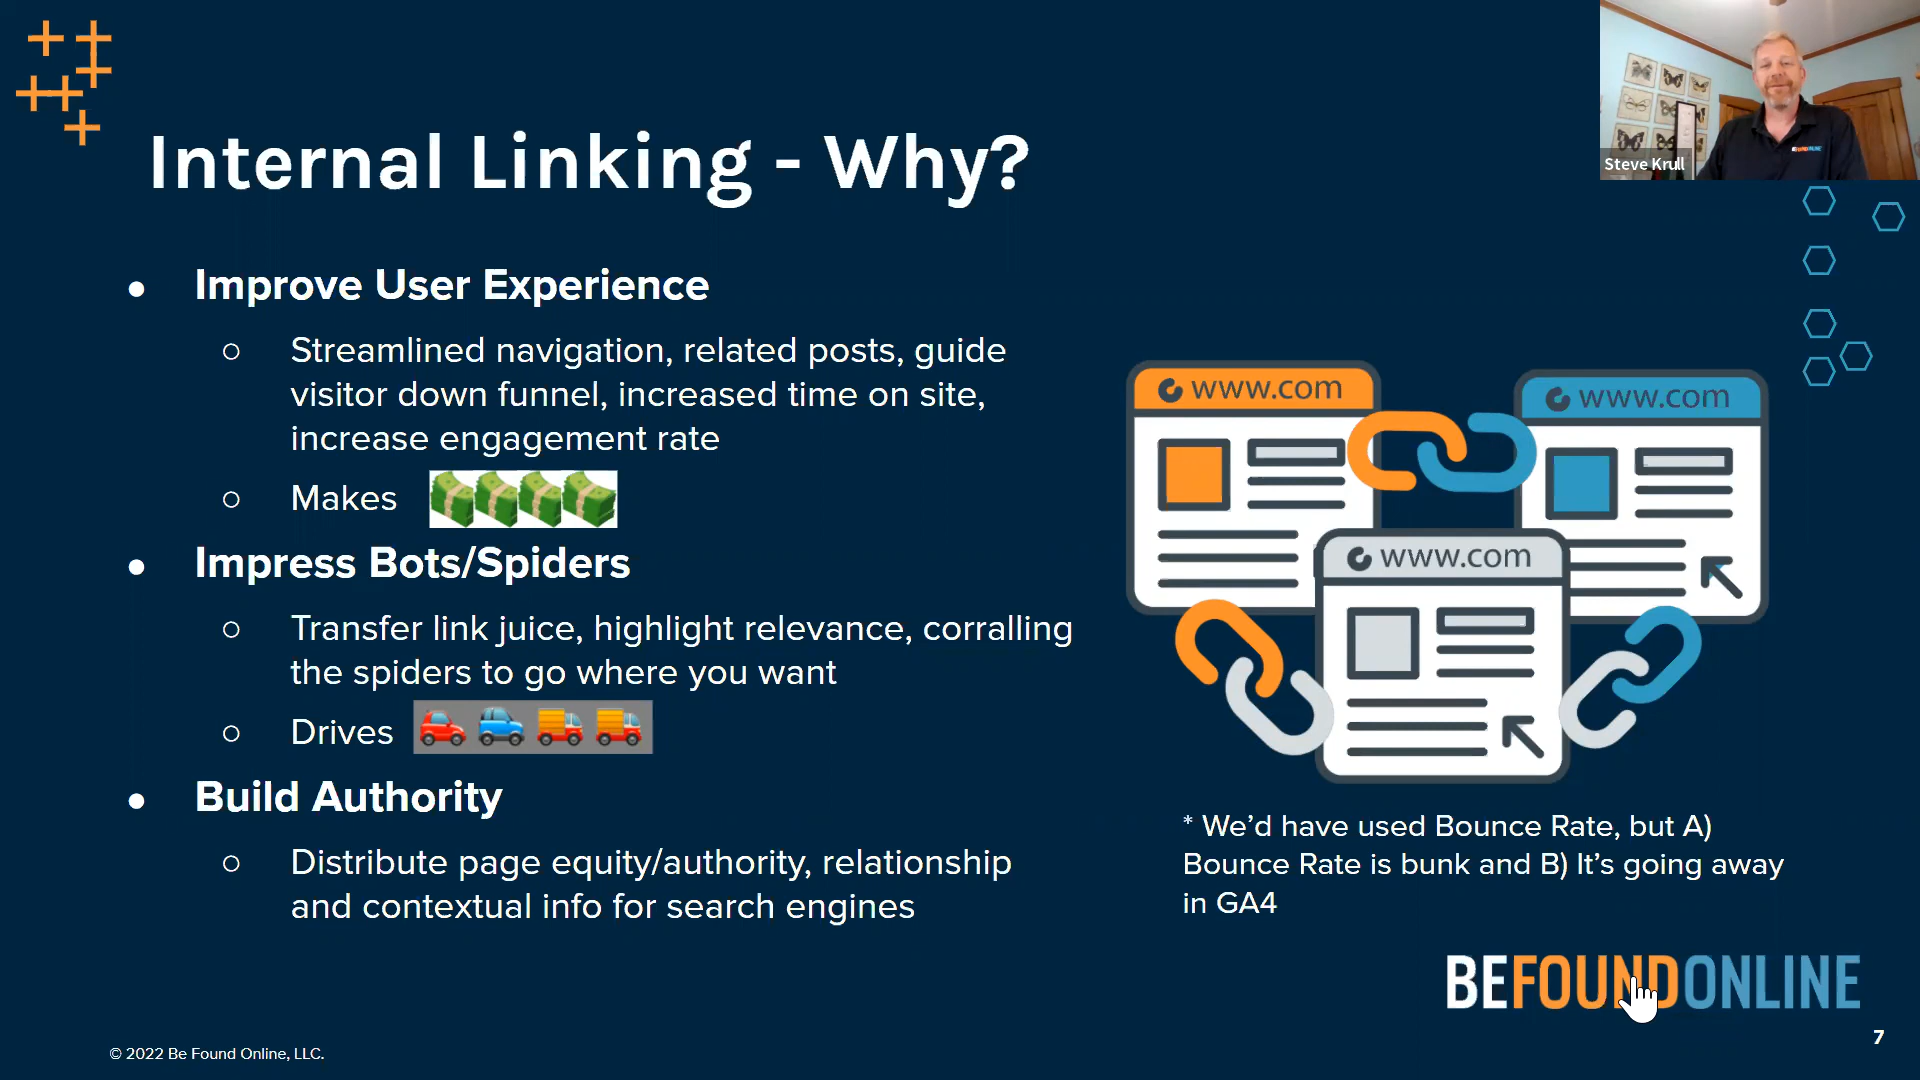 Steve Krull
Internal Linking - Why?
● Improve User Experience
○ Streamlined navigation, related posts, guide
visitor down funnel, increased time on site,
increase engagement rate
○ Makes
● Impress Bots/Spiders
○ Transfer link juice, highlight relevance, corralling
the spiders to go where you want
○ Drives
● Build Authority
○ Distribute page equity/authority, relationship
and contextual info for search engines
www.com
www.com
www.com
* We’d have used Bounce Rate, but A)
Bounce Rate is bunk and B) It’s going away
in GA4
BEFOUNDONLINE
7
© 2022 Be Found Online, LLC.